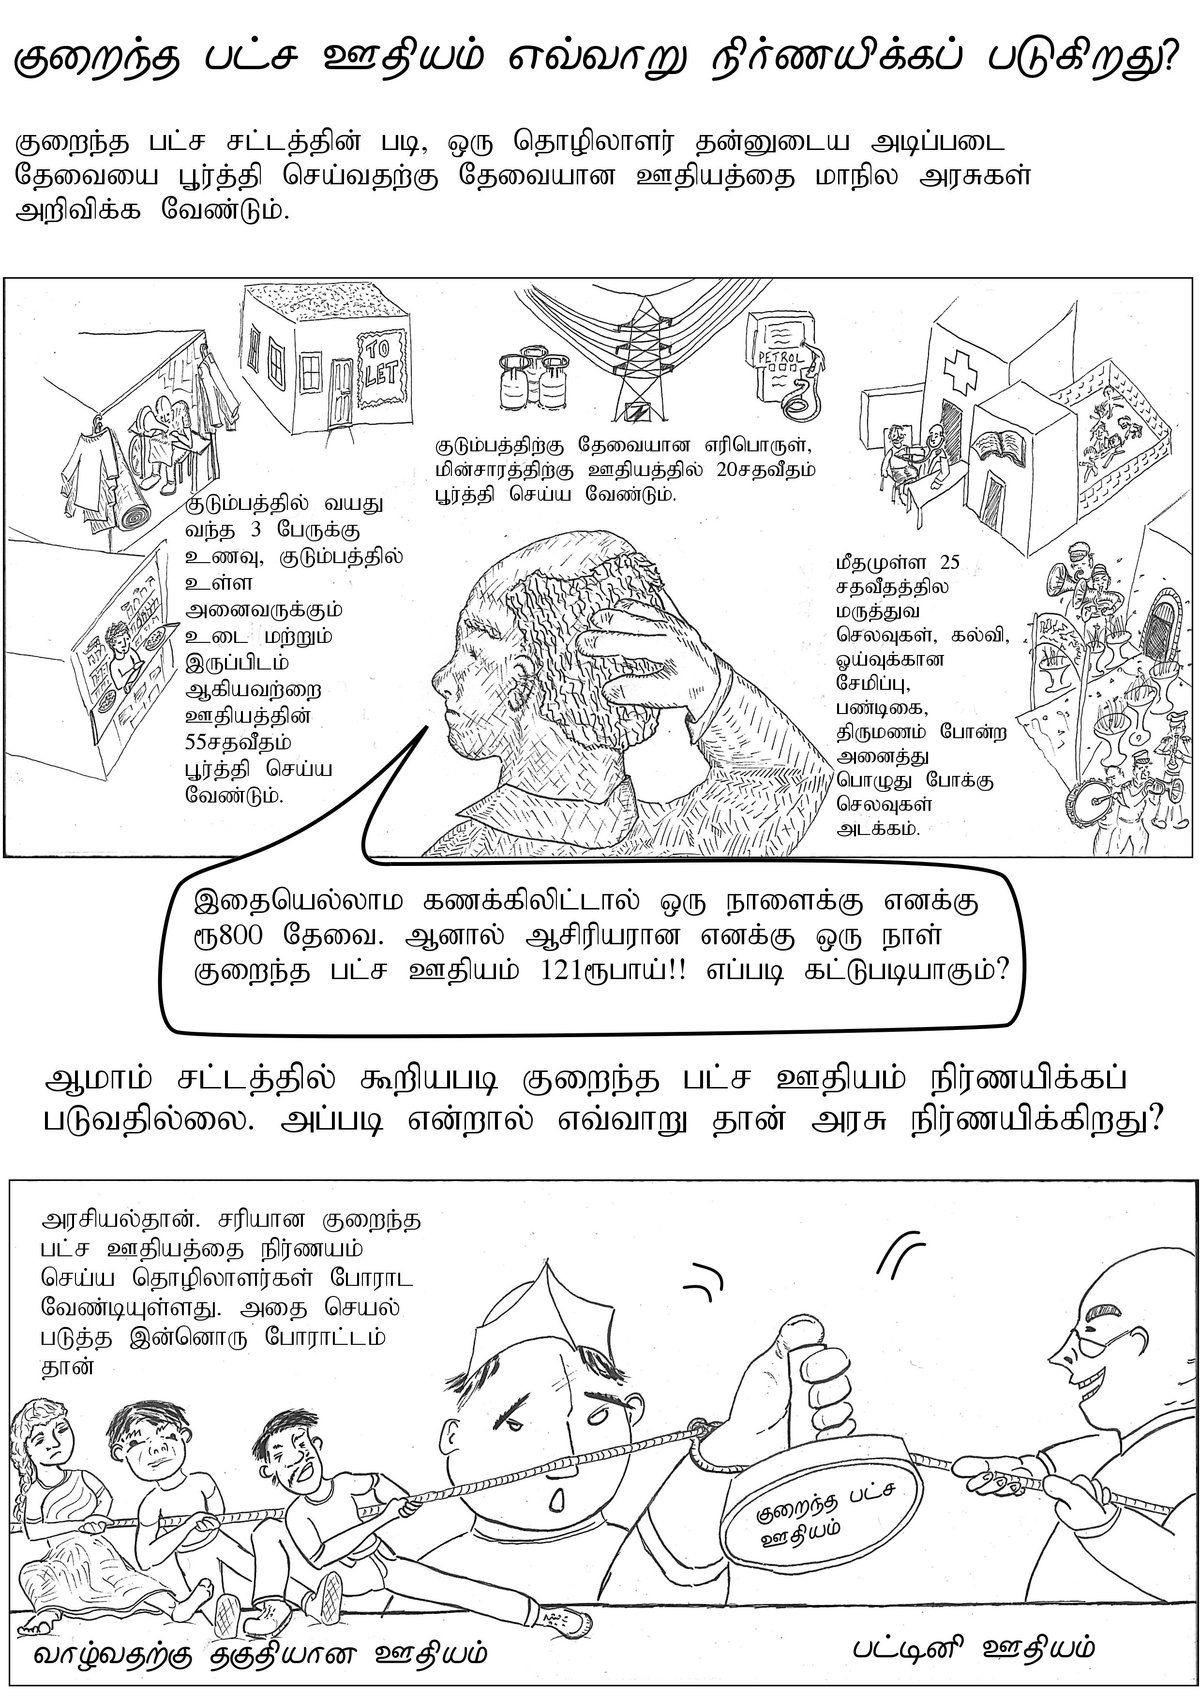 குறைந்த பட்ச ஊதியம் எவ்வாறு நிர்ணயிக்கப் படுகிறது?
குறைந்த பட்ச சட்டத்தின் படி, ஒரு தொழிலாளர் தன்னுடைய அடிப்படை
தேவையை பூர்த்தி செய்வதற்கு தேவையான ஊதியத்தை மாநில அரசுகள்
அறிவிக்க வேண்டும்.
TO
LET
PETROL
குடும்பத்திற்கு தேவையான எரிபொருள்,
மின்சாரத்திற்கு ஊதியத்தில் 20சதவீதம்
பூர்த்தி செய்ய வேண்டும்.
குடும்பத்தில் வயது
வந்த 3 பேருக்கு
உணவு, குடும்பத்தில்
உள்ள
அனைவருக்கும்
உடை மற்றும்
இருப்பிடம்
ஆகியவற்றை
ஊதியத்தின்
55சதவீதம்
பூர்த்தி செய்ய
வேண்டும்.
மீதமுள்ள 25
சதவீதத்தில
மருத்துவ
செலவுகள், கல்வி,
ஓய்வுக்கான
சேமிப்பு,
பண்டிகை,
திருமணம் போன்ற
அனைத்து
பொழுது போக்கு
செலவுகள்
அடக்கம்.
இதையெல்லாம கணக்கிலிட்டால் ஒரு நாளைக்கு எனக்கு
ரூ800 தேவை. ஆனால் ஆசிரியரான எனக்கு ஒரு நாள்
குறைந்த பட்ச ஊதியம் 121ரூபாய்!! எப்படி கட்டுபடியாகும்?
ஆமாம் சட்டத்தில் கூறியபடி குறைந்த பட்ச ஊதியம் நிர்ணயிக்கப்
படுவதில்லை. அப்படி என்றால் எவ்வாறு தான் அரசு நிர்ணயிக்கிறது?
அரசியல்தான். சரியான குறைந்த
பட்ச ஊதியத்தை நிர்ணயம்
செய்ய தொழிலாளர்கள் போராட
வேண்டியுள்ளது. அதை செயல்
படுத்த இன்னொரு போராட்டம்
தான்
குறைந்த பட்ச
ஊதியம்
வாழ்வதற்கு தகுதியான ஊதியம்
பட்டினி ஊதியம்